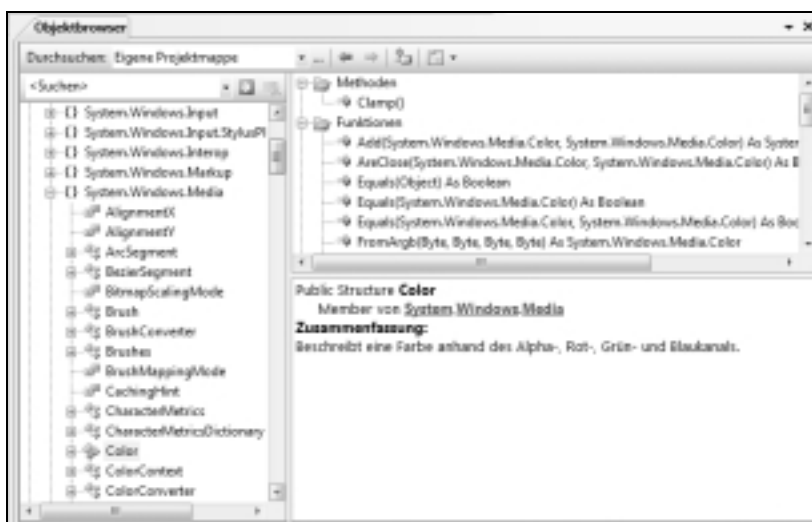 Objektbrowser
Durchsuchen: Eigene Projektmappe
...
<Suchen>
{} System.Windows.Input
{} System.Windows.Input.StylusPl
{} System.Windows.Interop
{} System.Windows.Markup
{} System.Windows.Media
AlignmentX
AlignmentY
ArcSegment
BezierSegment
BitmapScalingMode
Brush
BrushConverter
Brushes
BrushMappingMode
CachingHint
CharacterMetrics
CharacterMetricsDictionary
Color
ColorContext
ColorConverter
Methoden
Clamp()
Funktionen
Add(System.Windows.Media.Color, System.Windows.Media.Color) As System
AreClose(System.Windows.Media.Color, System.Windows.Media.Color) As B
Equals(Object) As Boolean
Equals(System.Windows.Media.Color) As Boolean
Equals(System.Windows.Media.Color, System.Windows.Media.Color) As Boo
FromArgb(Byte, Byte, Byte, Byte) As System.Windows.Media.Color
Public Structure Color
Member von System.Windows.Media
Zusammenfassung:
Beschreibt eine Farbe anhand des Alpha-, Rot-, Grün- und Blaukanals.